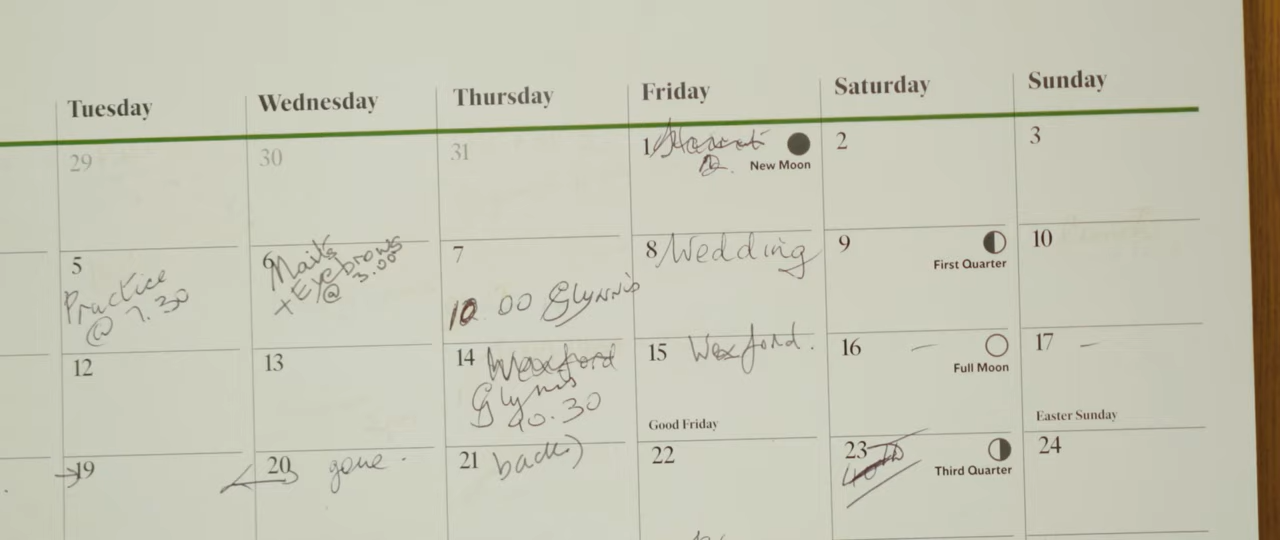 Tuesday Wednesday Thursday Friday Saturday Sunday
29 30 31 1 2 3
New Moon
5 6 7 8 9 10
Practice
@ 7.30
Nails
+ Eyebrows
@ 3.00
10 00 Glynnis
Wedding
First Quarter
12 13 14 15 16 17
Wexford
Glynnis
10.30
Wexford.
Good Friday
—
Full Moon
—
Easter Sunday
19 20 21 22 23 24
gone.
back)
Third Quarter